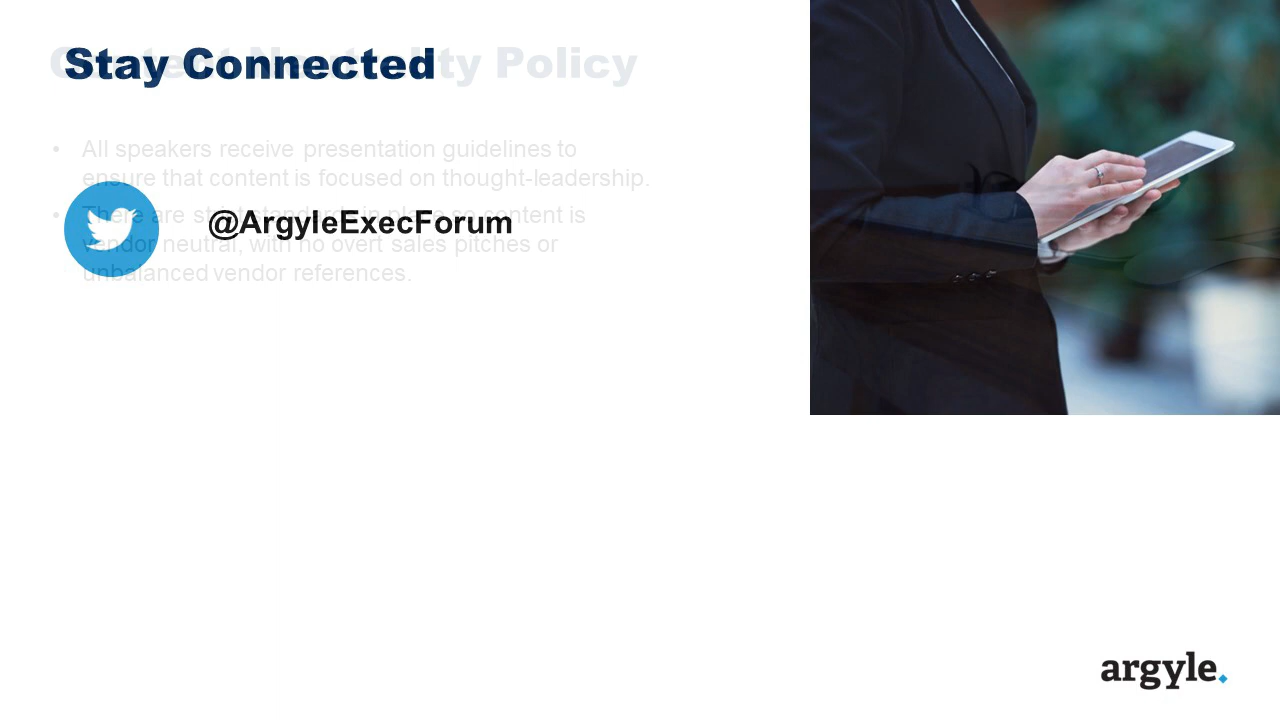 Stay Connected
Content Neutrality Policy
• All speakers receive presentation guidelines to
ensure that content is focused on thought-leadership.
• There are strict standards in place so content is
vendor neutral, with no overt sales pitches or
unbalanced vendor references.
@ArgyleExecForum
argyle.